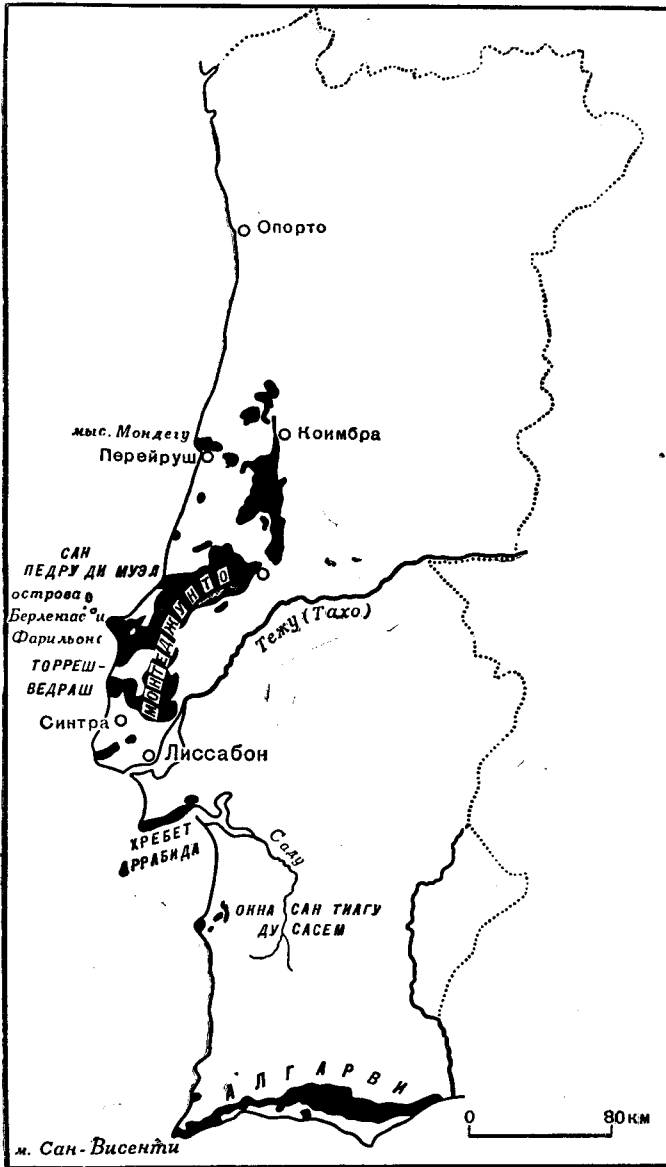 Опорто
мыс. Мондегу
Коимбра
Перейруш
САН
ПЕДРУ ДИ МУЭЛ
МОНТЕДЖУНТО
острова
Берленгас и
Фарильонс
Тежу (Тахо)
ТОРРЕШ-
ВЕДРАШ
Синтра
Лиссабон
ХРЕБЕТ
АРРАБИДА
Саду
ОКНА САН ТИАГУ
ДУ САСЕМ
АЛГАРВИ
0 80 км
м. Сан-Висенти